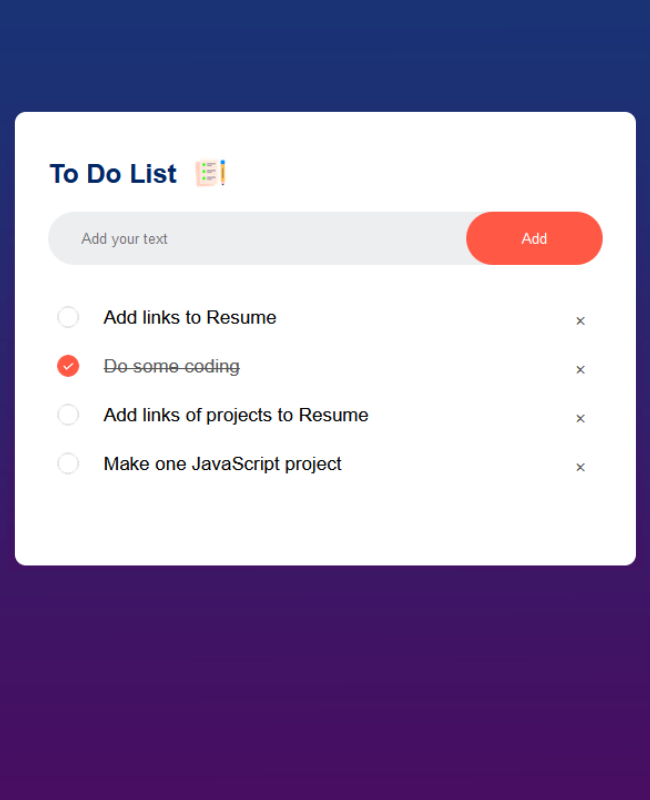 To Do List
Add your text
Add
Add links to Resume
×
Do some coding
×
Add links of projects to Resume
×
Make one JavaScript project
×